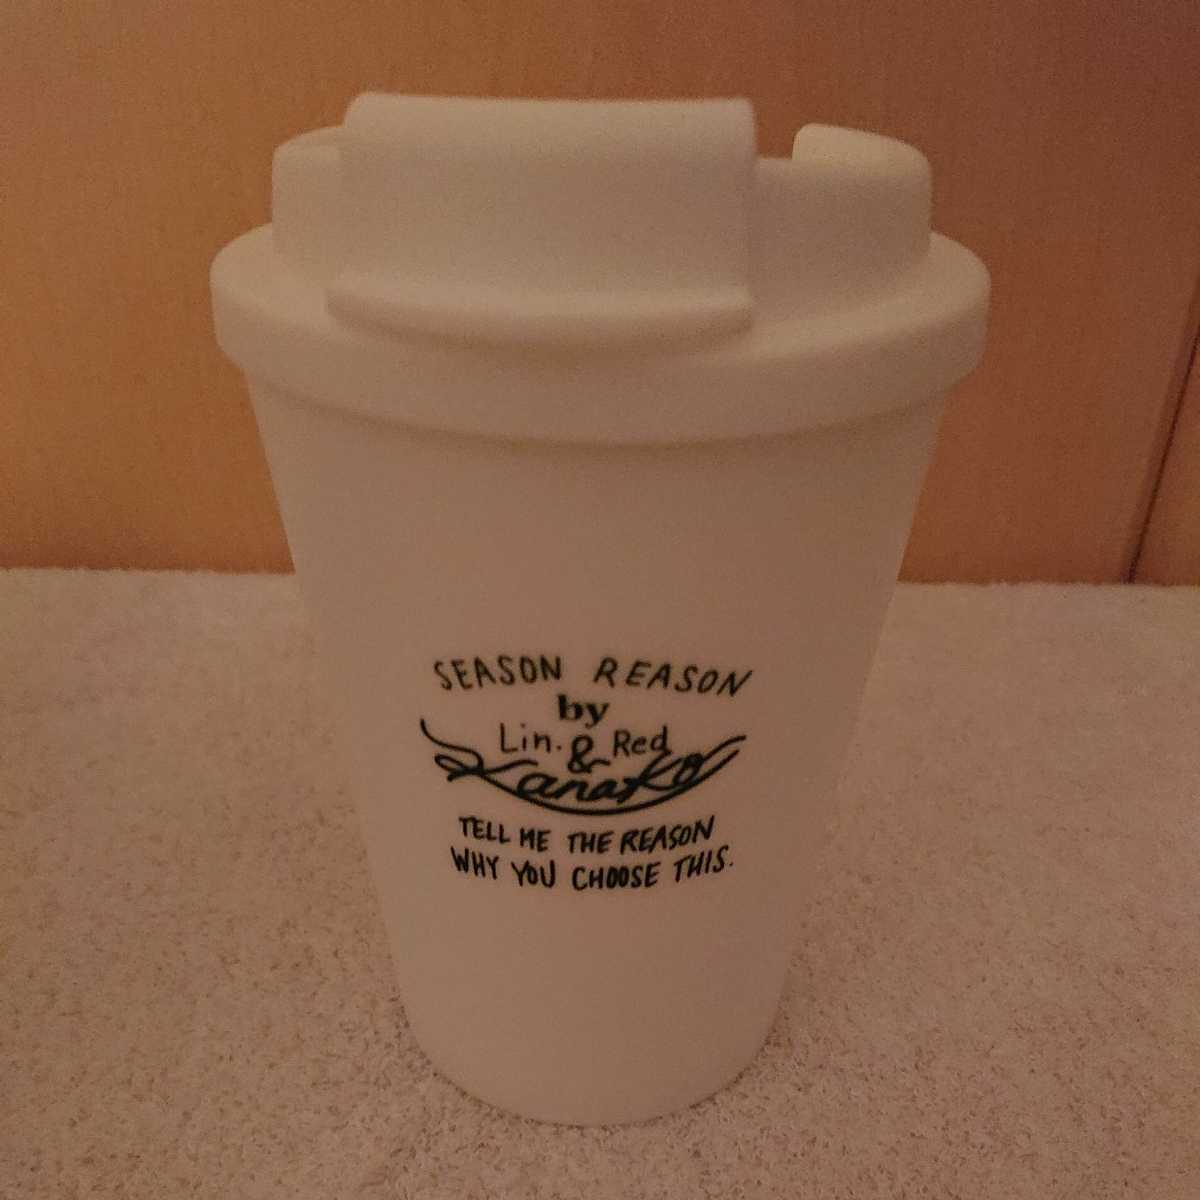 SEASON REASON
by
Lin. & Red
Kanako
TELL ME THE REASON
WHY YOU CHOOSE THIS.